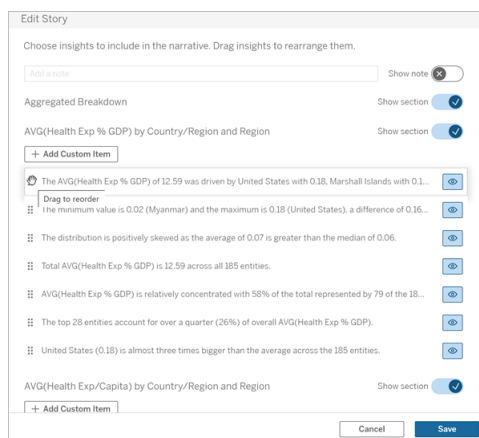 Edit Story
Choose insights to include in the narrative. Drag insights to rearrange them.
Add a note
Show note
Aggregated Breakdown
Show section
AVG(Health Exp % GDP) by Country/Region and Region
Show section
+ Add Custom Item
The AVG(Health Exp % GDP) of 12.59 was driven by United States with 0.18, Marshall Islands with 0.1...
Drag to reorder
The minimum value is 0.02 (Myanmar) and the maximum is 0.18 (United States), a difference of 0.16...
The distribution is positively skewed as the average of 0.07 is greater than the median of 0.06.
Total AVG(Health Exp % GDP) is 12.59 across all 185 entities.
AVG(Health Exp % GDP) is relatively concentrated with 58% of the total represented by 79 of the 18...
The top 28 entities account for over a quarter (26%) of overall AVG(Health Exp % GDP).
United States (0.18) is almost three times bigger than the average across the 185 entities.
AVG(Health Exp/Capita) by Country/Region and Region
Show section
+ Add Custom Item
Cancel
Save